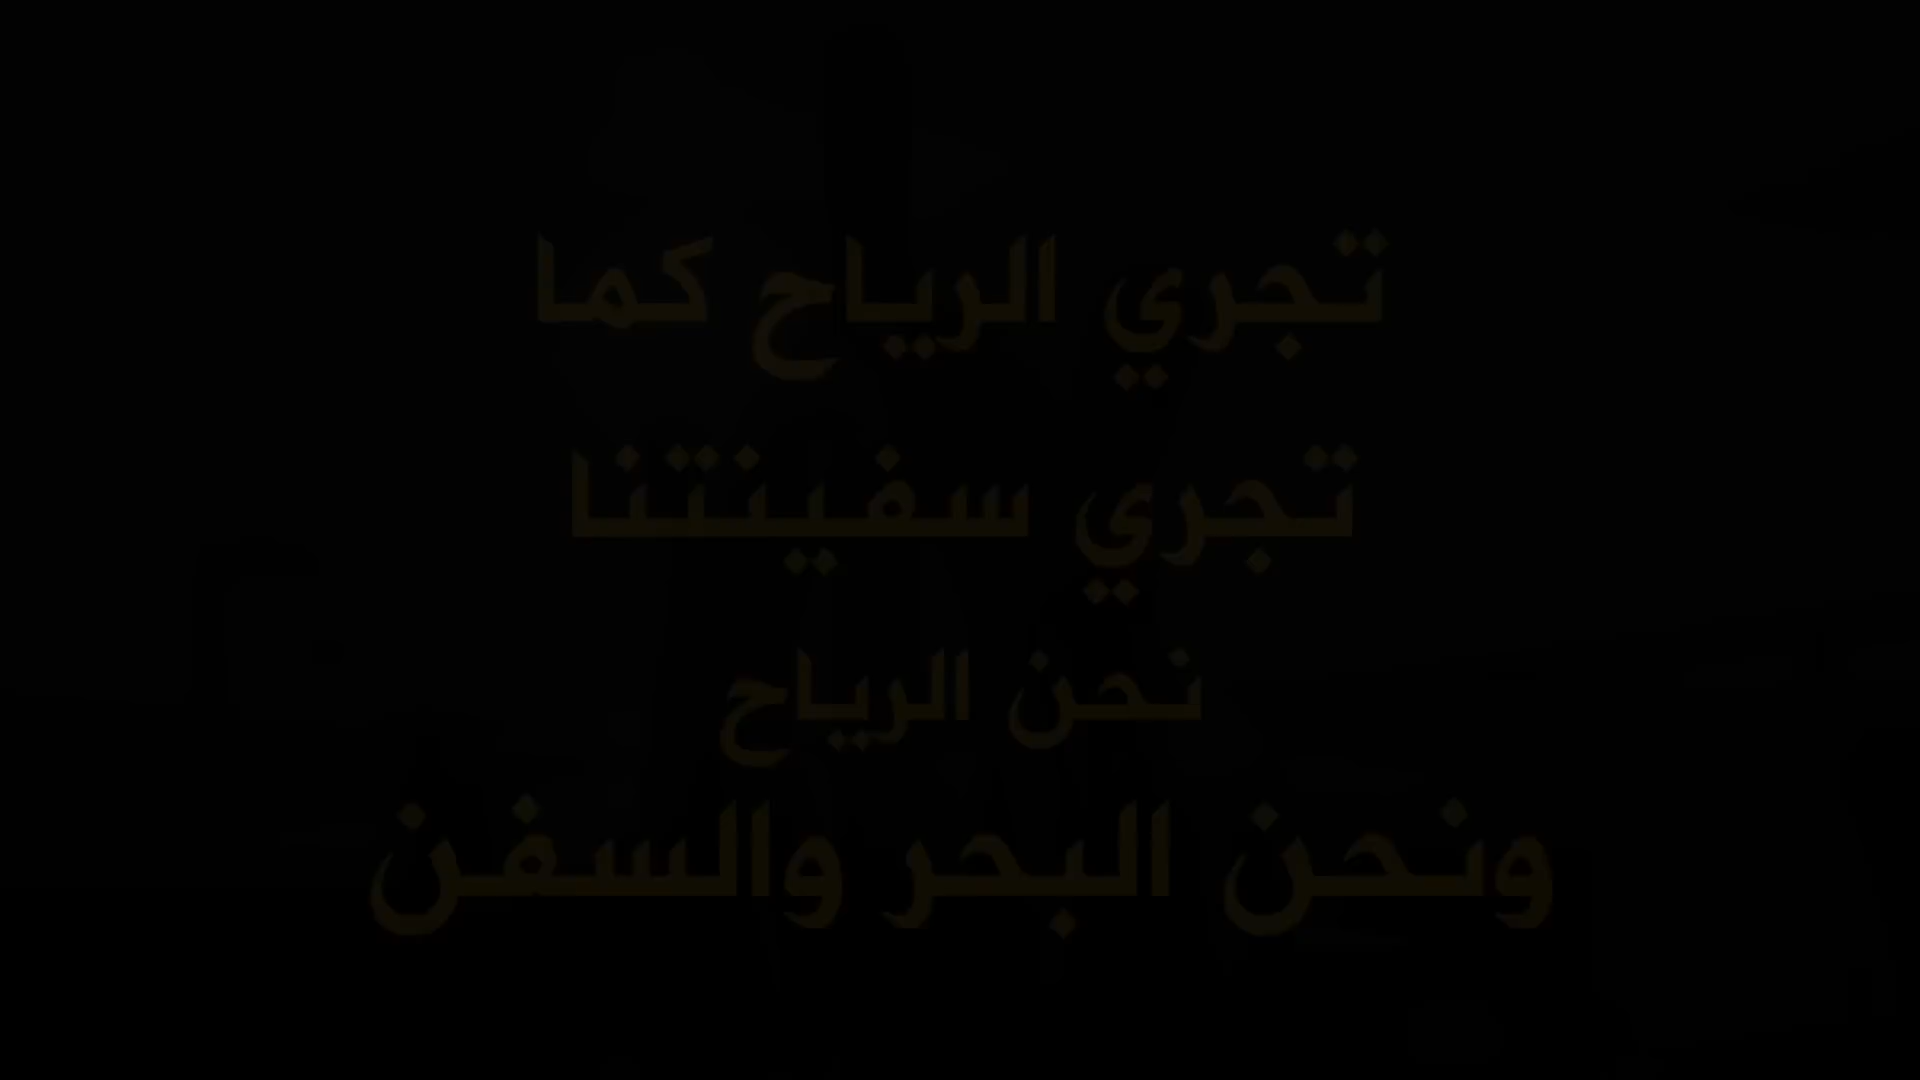 تجري الرياح كما
تجري سفينتنا
نحن الرياح
ونحن البحر والسفن